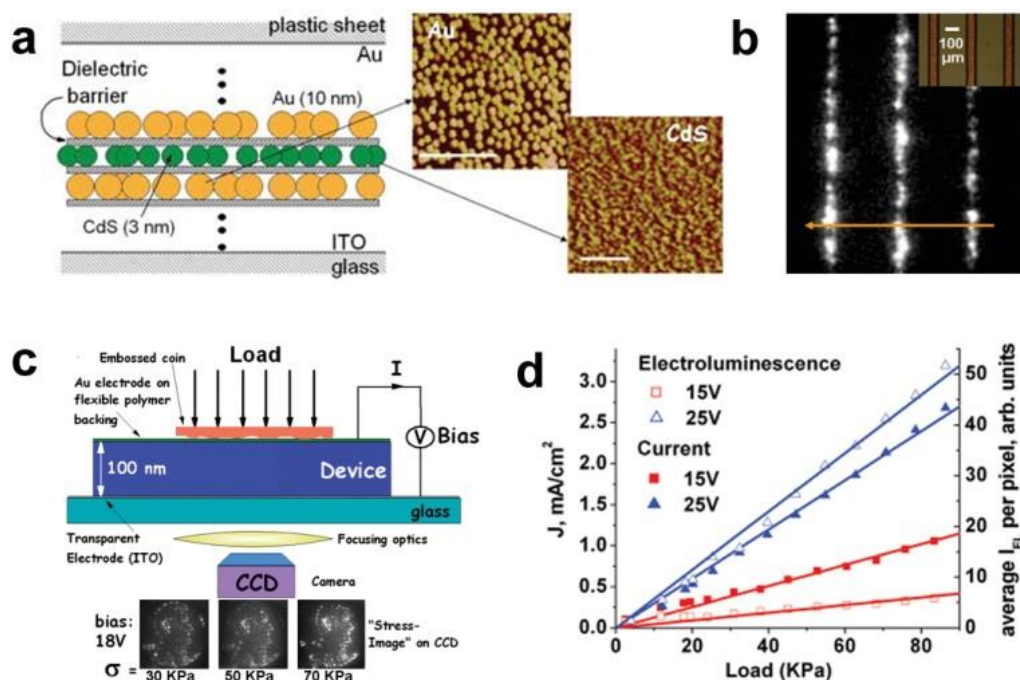 a
plastic sheet
Au
Dielectric
barrier
Au (10 nm)
CdS (3 nm)
ITO
glass
Au
CdS
b
100
µm
c
Embossed coin
Load
Au electrode on
flexible polymer
backing
I
V
Bias
100 nm
Device
glass
Transparent
Electrode (ITO)
Focusing optics
CCD
Camera
bias:
18V
"Stress-
Image" on CCD
σ =
30 KPa
50 KPa
70 KPa
d
Electroluminescence
15V
25V
Current
15V
25V
J, mA/cm²
3.0
2.5
2.0
1.5
1.0
0.5
0.0
0
20
40
60
80
Load (KPa)
50
40
30
20
10
0
average I_EL per pixel, arb. units